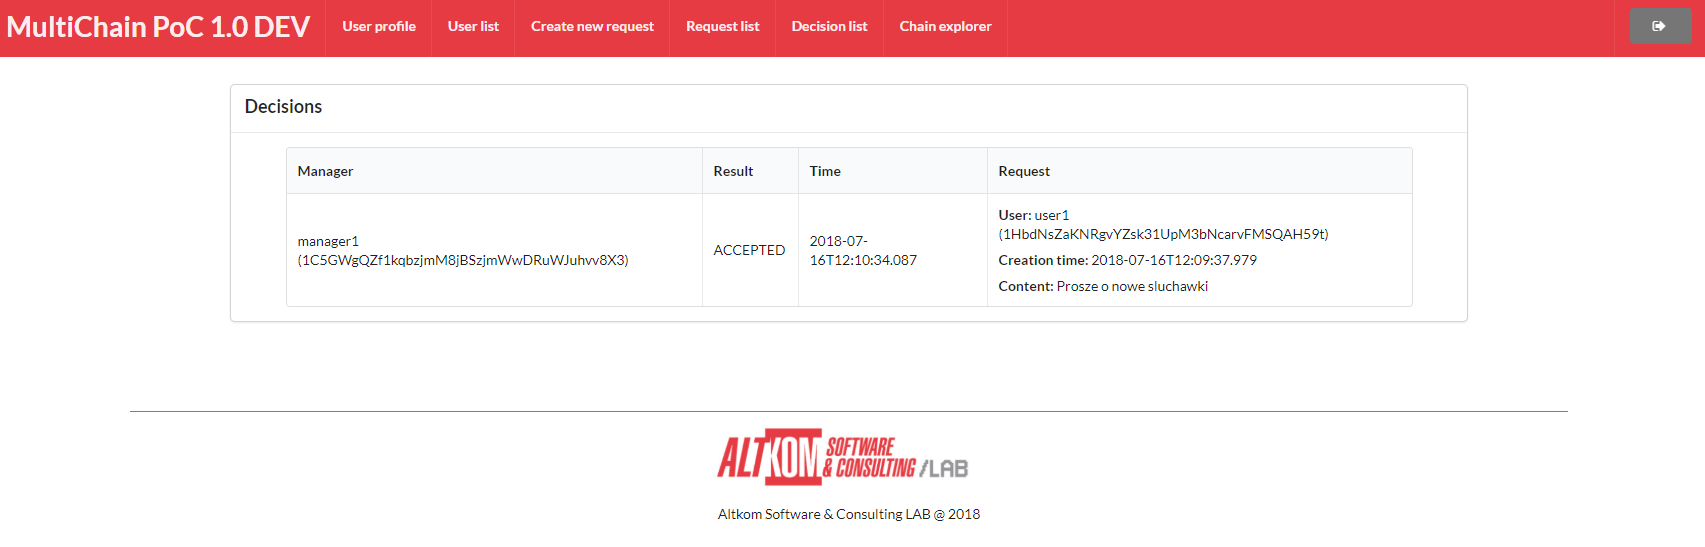 MultiChain PoC 1.0 DEV User profile User list Create new request Request list Decision list Chain explorer
Decisions
Manager Result Time Request
manager1
(1C5GWgQZf1kqbzjmM8jBSzjmWwDRuWJuhvv8X3)
ACCEPTED
2018-07-
16T12:10:34.087
User: user1
(1HbdNsZaKNRgvYZsk31UpM3bNcarvFMSQAH59t)
Creation time: 2018-07-16T12:09:37.979
Content: Prosze o nowe sluchawki
ALTKOM SOFTWARE
& CONSULTING /LAB
Altkom Software & Consulting LAB @ 2018